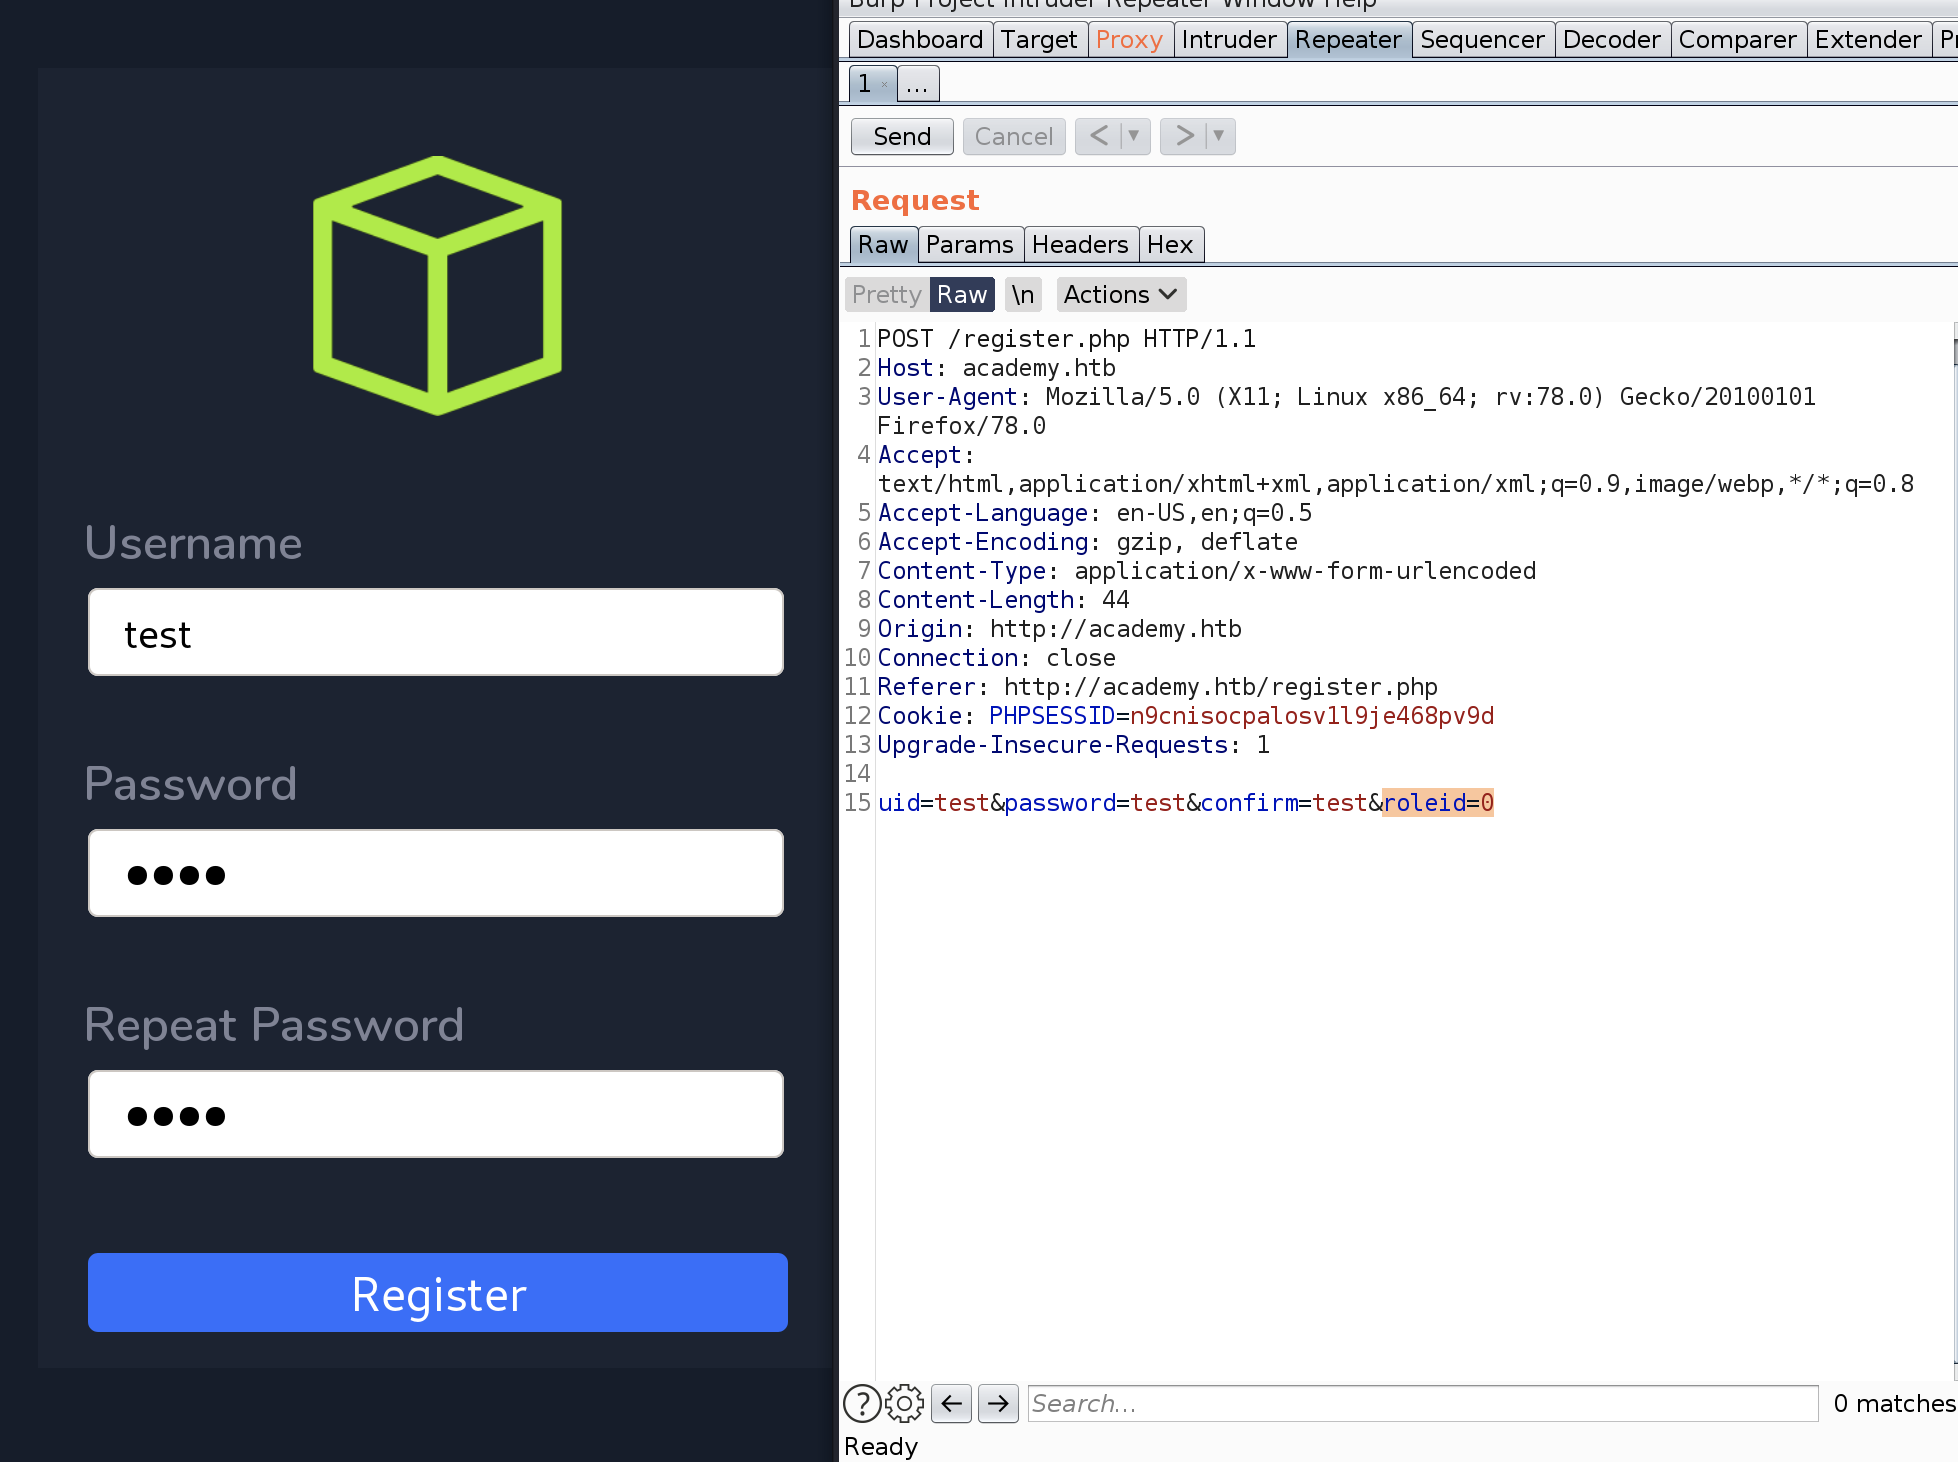 Username
test
Password
Repeat Password
Register
Burp Project Intruder Repeater Window Help
Dashboard Target Proxy Intruder Repeater Sequencer Decoder Comparer Extender
1 × ...
Send Cancel < > 
Request
Raw Params Headers Hex
Pretty Raw \n Actions
1 POST /register.php HTTP/1.1
2 Host: academy.htb
3 User-Agent: Mozilla/5.0 (X11; Linux x86_64; rv:78.0) Gecko/20100101
Firefox/78.0
4 Accept:
text/html,application/xhtml+xml,application/xml;q=0.9,image/webp,*/*;q=0.8
5 Accept-Language: en-US,en;q=0.5
6 Accept-Encoding: gzip, deflate
7 Content-Type: application/x-www-form-urlencoded
8 Content-Length: 44
9 Origin: http://academy.htb
10 Connection: close
11 Referer: http://academy.htb/register.php
12 Cookie: PHPSESSID=n9cnisocpalosv1l9je468pv9d
13 Upgrade-Insecure-Requests: 1
14
15 uid=test&password=test&confirm=test&roleid=0
? Search... 0 matches
Ready